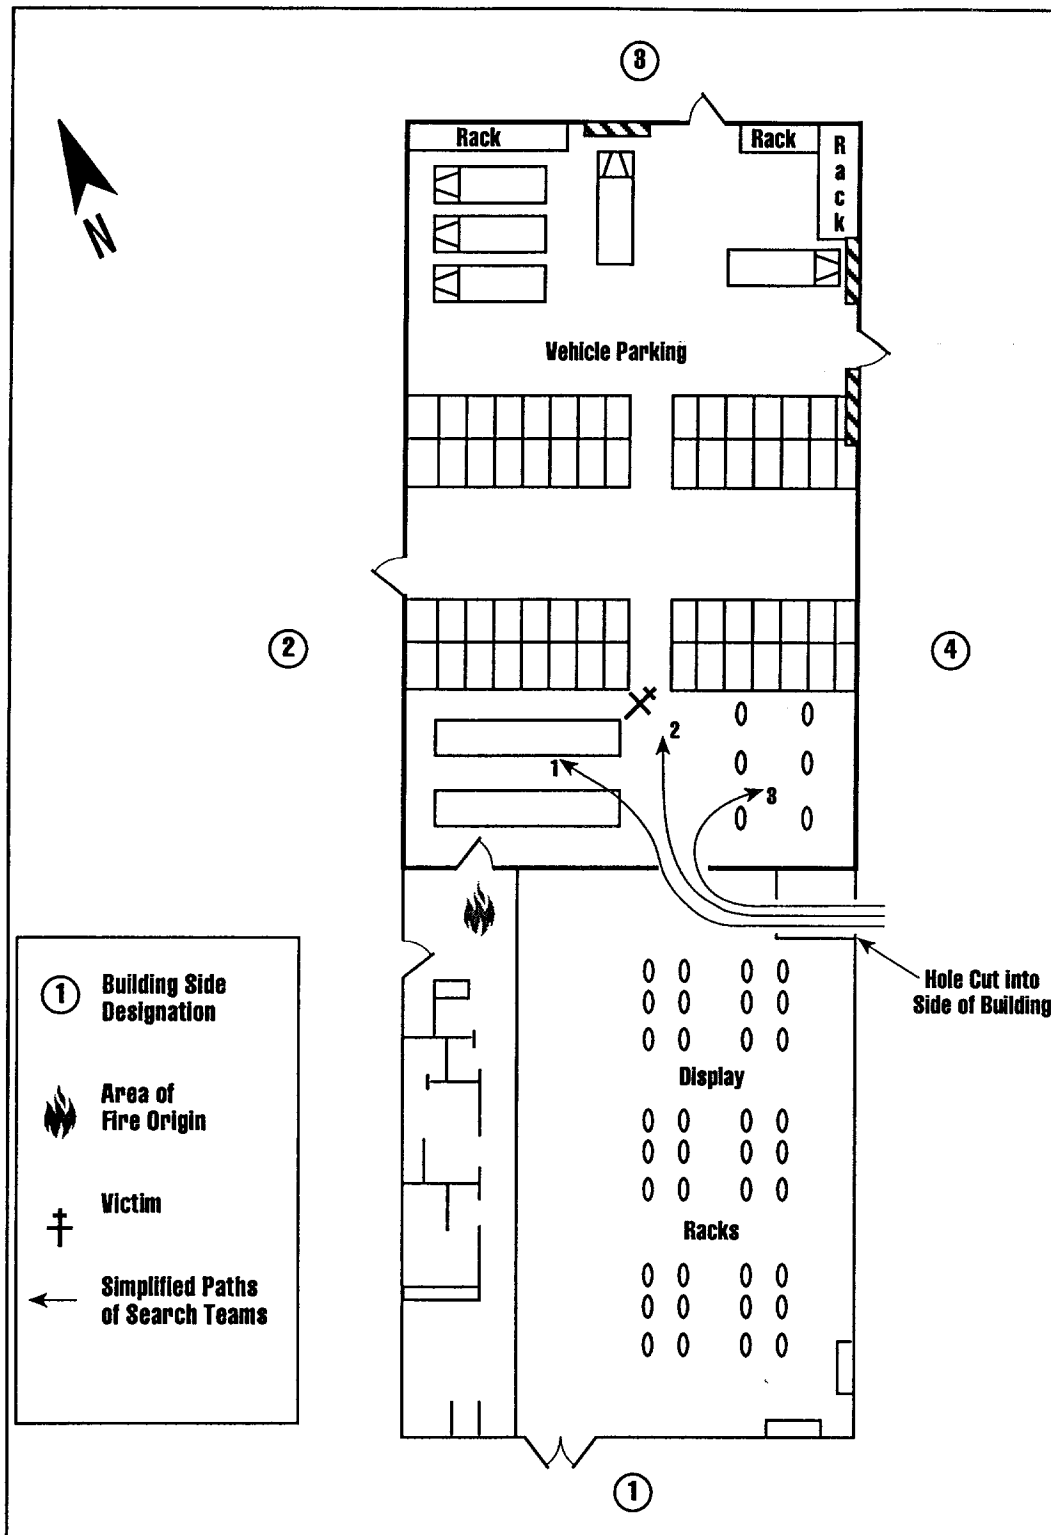 3
N
Rack
Rack
Rack
Vehicle Parking
2
4
2
1
3
Hole Cut into
Side of Building
Display
Racks
1
Building Side
Designation
Area of
Fire Origin
Victim
Simplified Paths
of Search Teams
1